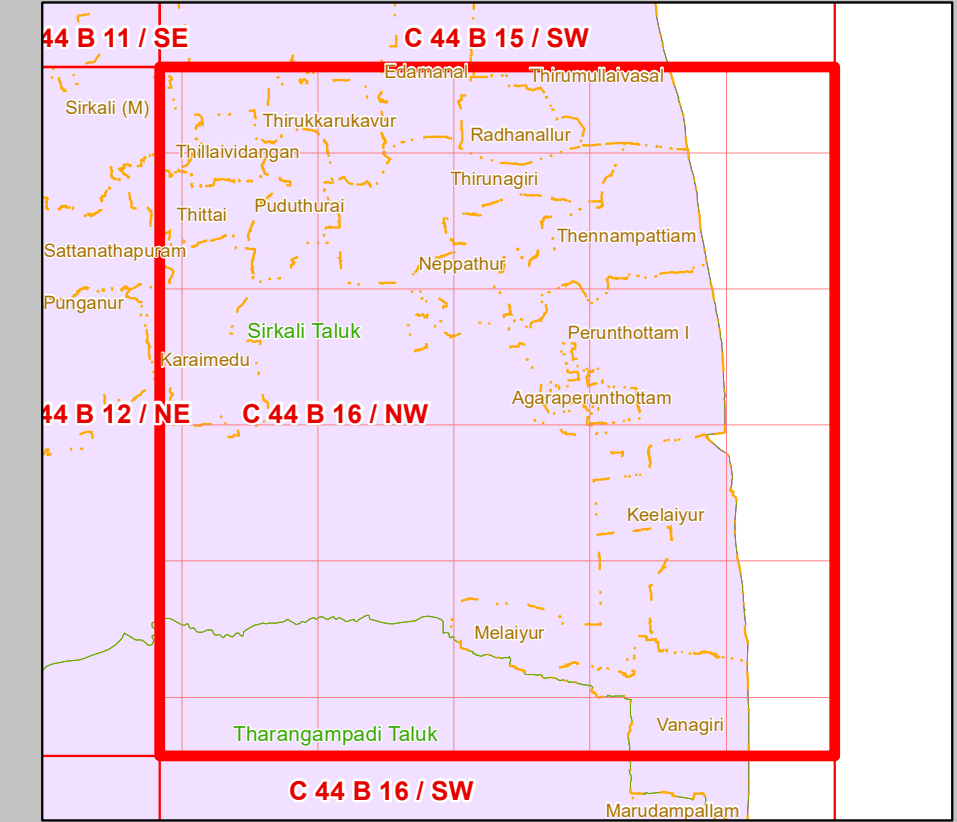 44 B 11 / SE
C 44 B 15 / SW
Edamanal
Thirumullaivasal
Sirkali (M)
Thirukkarukavur
Radhanallur
Thillaividangan
Thirunagiri
Puduthurai
Thittai
Thennampattiam
Sattanathapuram
Neppathur
Punganur
Sirkali Taluk
Perunthottam I
Karaimedu
Agaraperunthottam
44 B 12 / NE
C 44 B 16 / NW
Keelaiyur
Melaiyur
Vanagiri
Tharangampadi Taluk
C 44 B 16 / SW
Marudampallam